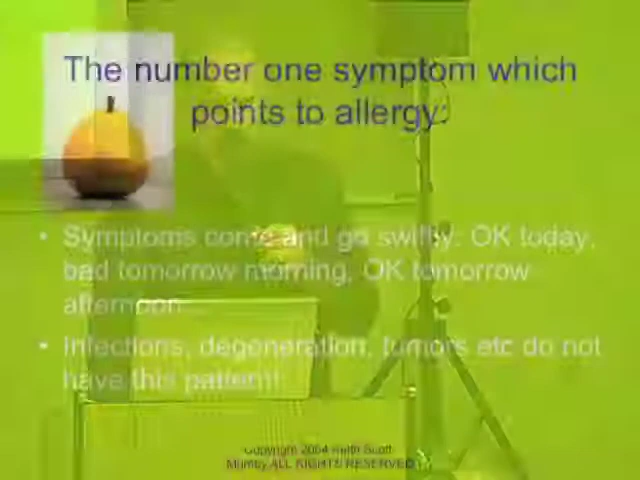 The number one symptom which
points to allergy:
• Symptoms come and go swiftly: OK today,
bad tomorrow morning, OK tomorrow
afternoon...
• Infections, degeneration, tumors etc do not
have this pattern!
Copyright 2004 Keith Scott
Mumby ALL RIGHTS RESERVED